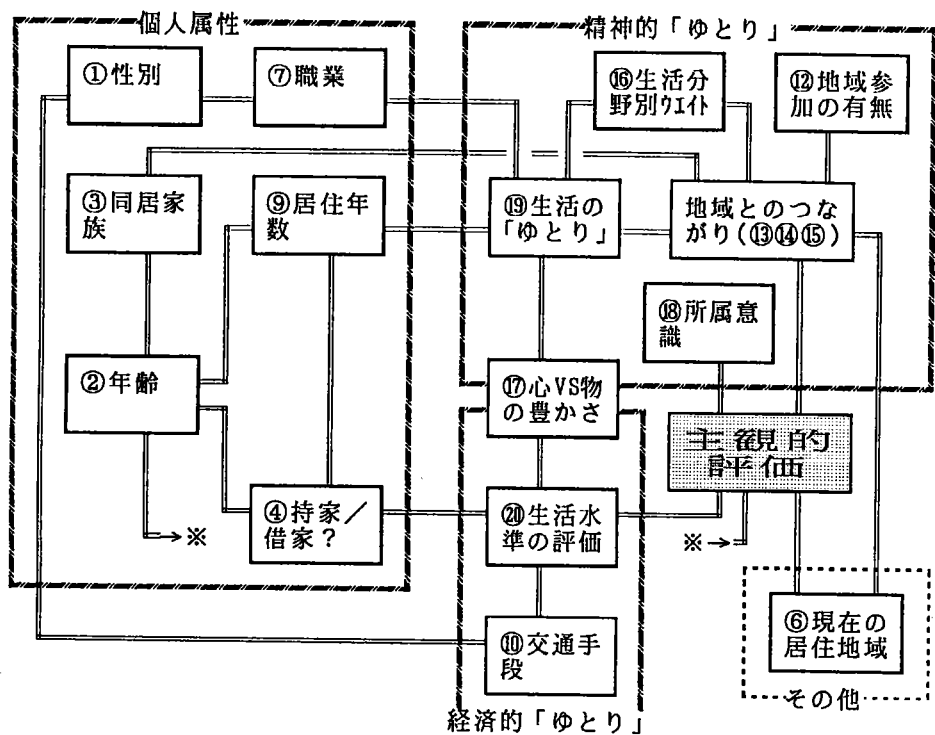 個人属性
①性別
⑦職業
③同居家
族
⑨居住年
数
②年齢
→※
④持家／
借家？
精神的「ゆとり」
⑯生活分
野別ｳｴｲﾄ
⑫地域参
加の有無
⑲生活の
「ゆとり」
地域とのつな
がり(⑬⑭⑮)
⑱所属意
識
⑰心VS物
の豊かさ
主観的
評価
⑳生活水
準の評価
※→
⑩交通手
段
経済的「ゆとり」
⑥現在の
居住地域
その他